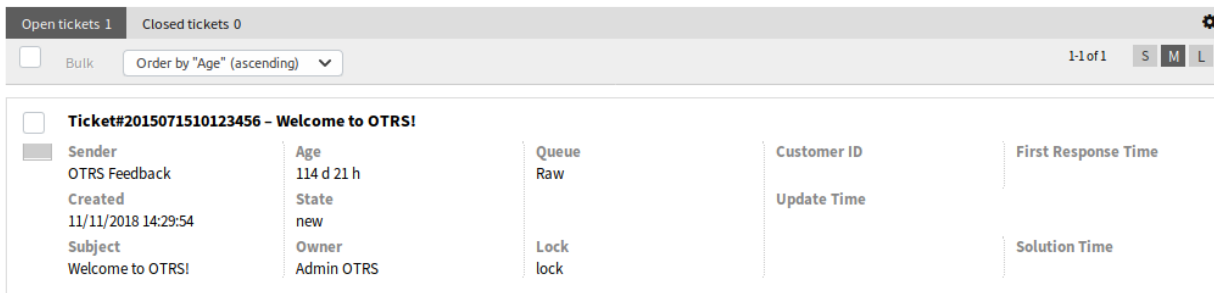 Open tickets 1 Closed tickets 0
Bulk Order by "Age" (ascending) 1-1 of 1 S M L
Ticket#2015071510123456 – Welcome to OTRS!
Sender Age Queue Customer ID First Response Time
OTRS Feedback 114 d 21 h Raw
Created State Update Time
11/11/2018 14:29:54 new
Subject Owner Lock Solution Time
Welcome to OTRS! Admin OTRS lock